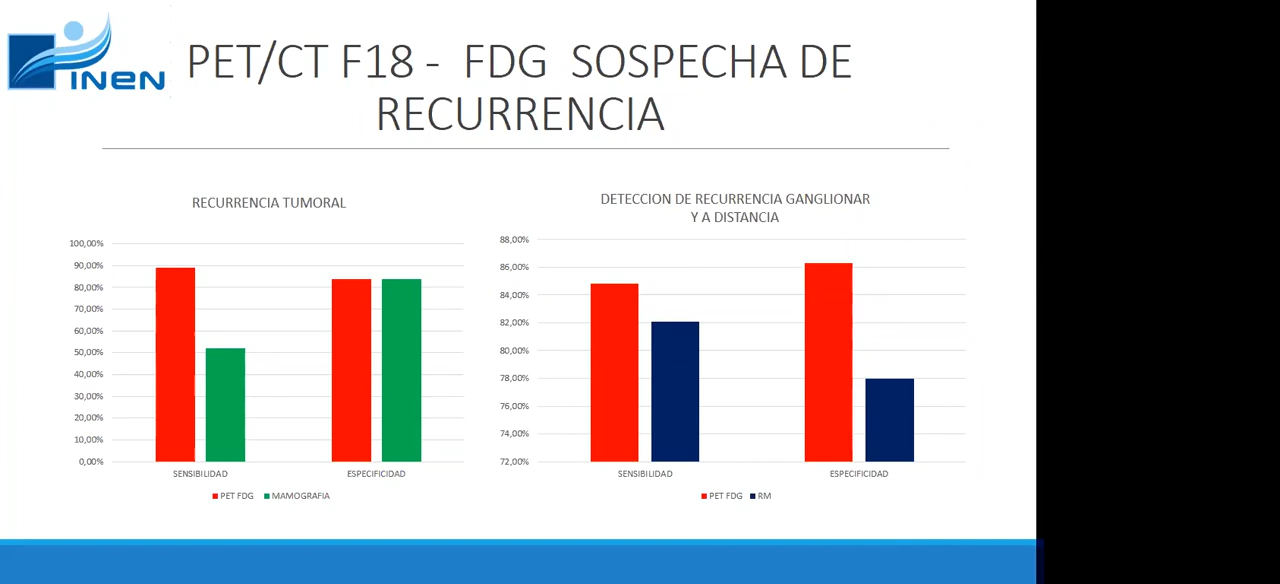 INEN
PET/CT F18 - FDG SOSPECHA DE
RECURRENCIA
RECURRENCIA TUMORAL
100,00%
90,00%
80,00%
70,00%
60,00%
50,00%
40,00%
30,00%
20,00%
10,00%
0,00%
SENSIBILIDAD ESPECIFICIDAD
PET FDG MAMOGRAFIA
DETECCION DE RECURRENCIA GANGLIONAR
Y A DISTANCIA
88,00%
86,00%
84,00%
82,00%
80,00%
78,00%
76,00%
74,00%
72,00%
SENSIBILIDAD ESPECIFICIDAD
PET FDG RM